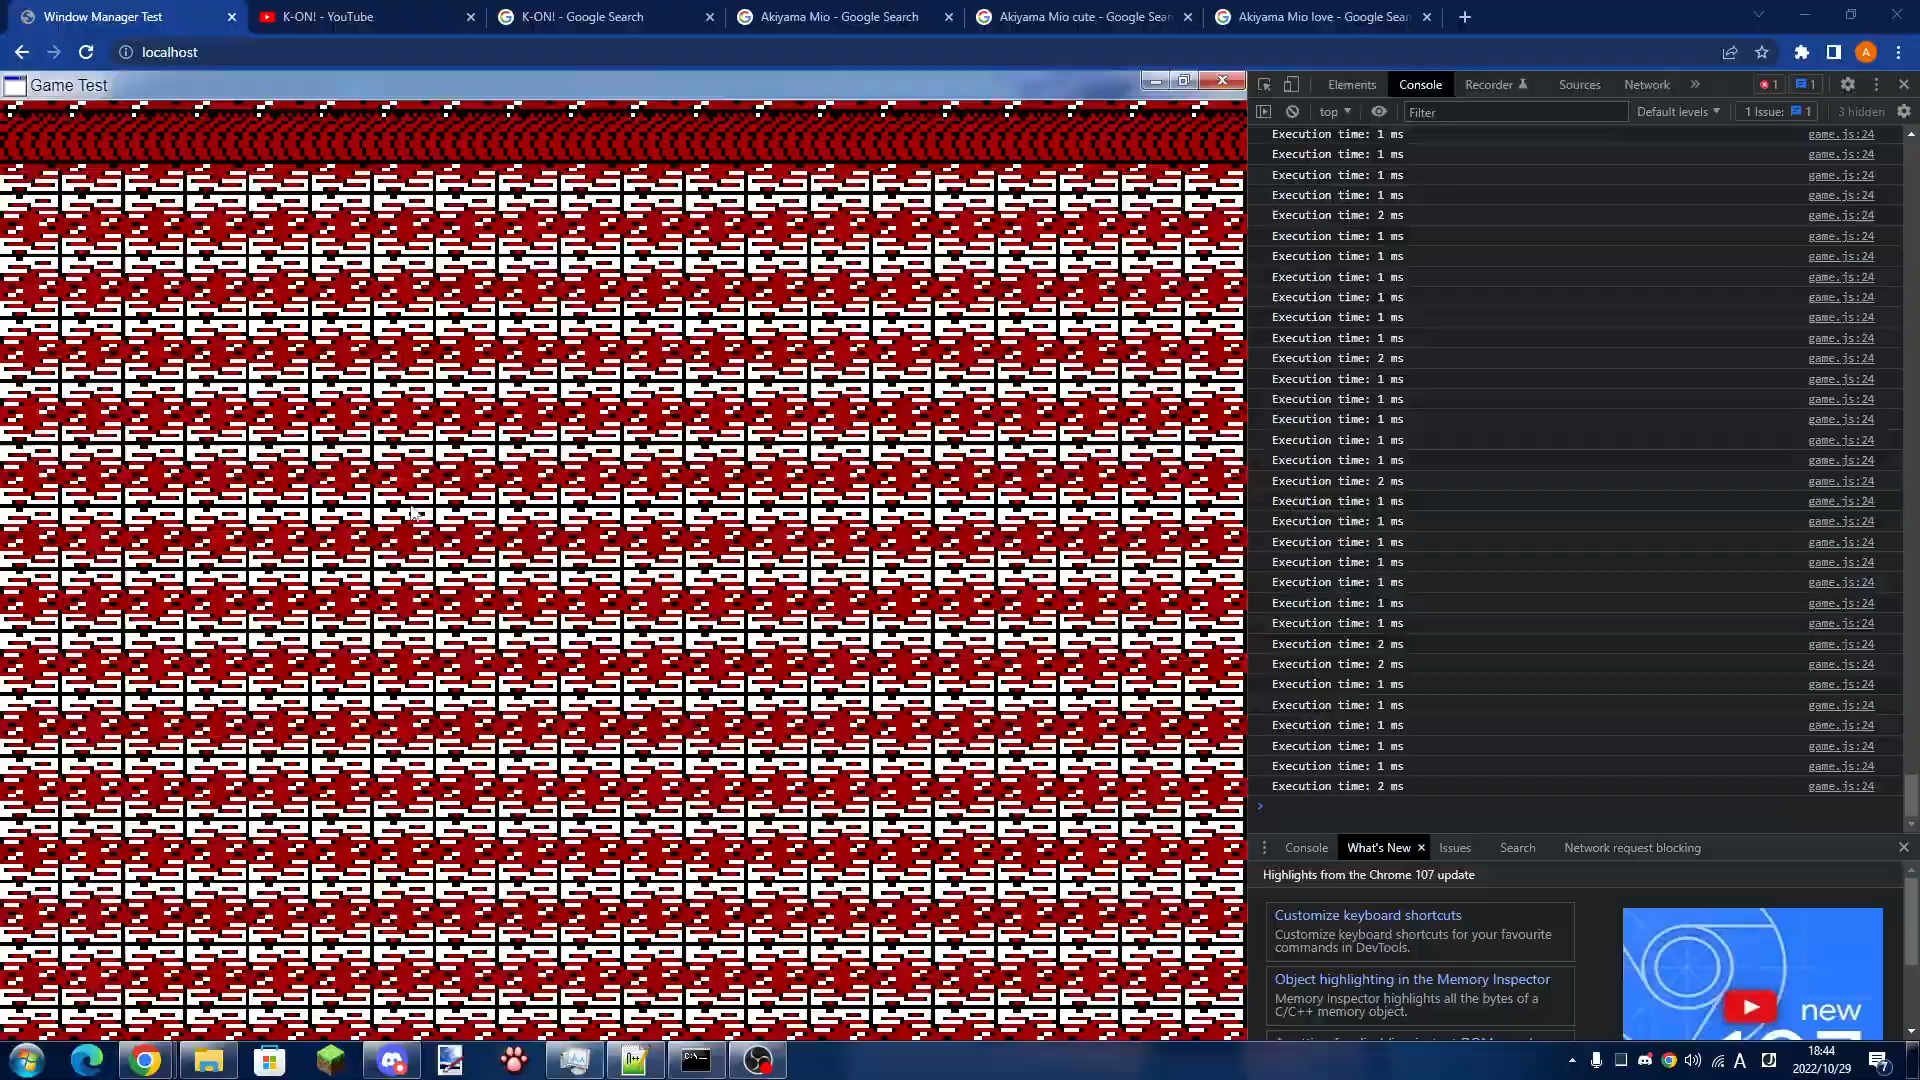 Window Manager Test
K-ON! - YouTube
K-ON! - Google Search
Akiyama Mio - Google Search
Akiyama Mio cute - Google Sear
Akiyama Mio love - Google Sear
localhost
A
Game Test
Elements
Console
Recorder
Sources
Network
1
1
top
Filter
Default levels
1 Issue: 1
3 hidden
Execution time: 1 ms game.js:24
Execution time: 1 ms game.js:24
Execution time: 1 ms game.js:24
Execution time: 1 ms game.js:24
Execution time: 2 ms game.js:24
Execution time: 1 ms game.js:24
Execution time: 1 ms game.js:24
Execution time: 1 ms game.js:24
Execution time: 1 ms game.js:24
Execution time: 1 ms game.js:24
Execution time: 1 ms game.js:24
Execution time: 2 ms game.js:24
Execution time: 1 ms game.js:24
Execution time: 1 ms game.js:24
Execution time: 1 ms game.js:24
Execution time: 1 ms game.js:24
Execution time: 1 ms game.js:24
Execution time: 2 ms game.js:24
Execution time: 1 ms game.js:24
Execution time: 1 ms game.js:24
Execution time: 1 ms game.js:24
Execution time: 1 ms game.js:24
Execution time: 1 ms game.js:24
Execution time: 1 ms game.js:24
Execution time: 1 ms game.js:24
Execution time: 2 ms game.js:24
Execution time: 2 ms game.js:24
Execution time: 1 ms game.js:24
Execution time: 1 ms game.js:24
Execution time: 1 ms game.js:24
Execution time: 1 ms game.js:24
Execution time: 1 ms game.js:24
Execution time: 2 ms game.js:24
Console
What's New
Issues
Search
Network request blocking
Highlights from the Chrome 107 update
Customize keyboard shortcuts
Customize keyboard shortcuts for your favourite
commands in DevTools.
Object highlighting in the Memory Inspector
Memory Inspector highlights all the bytes of a
C/C++ memory object.
new
A
18:44
2022/10/29
7